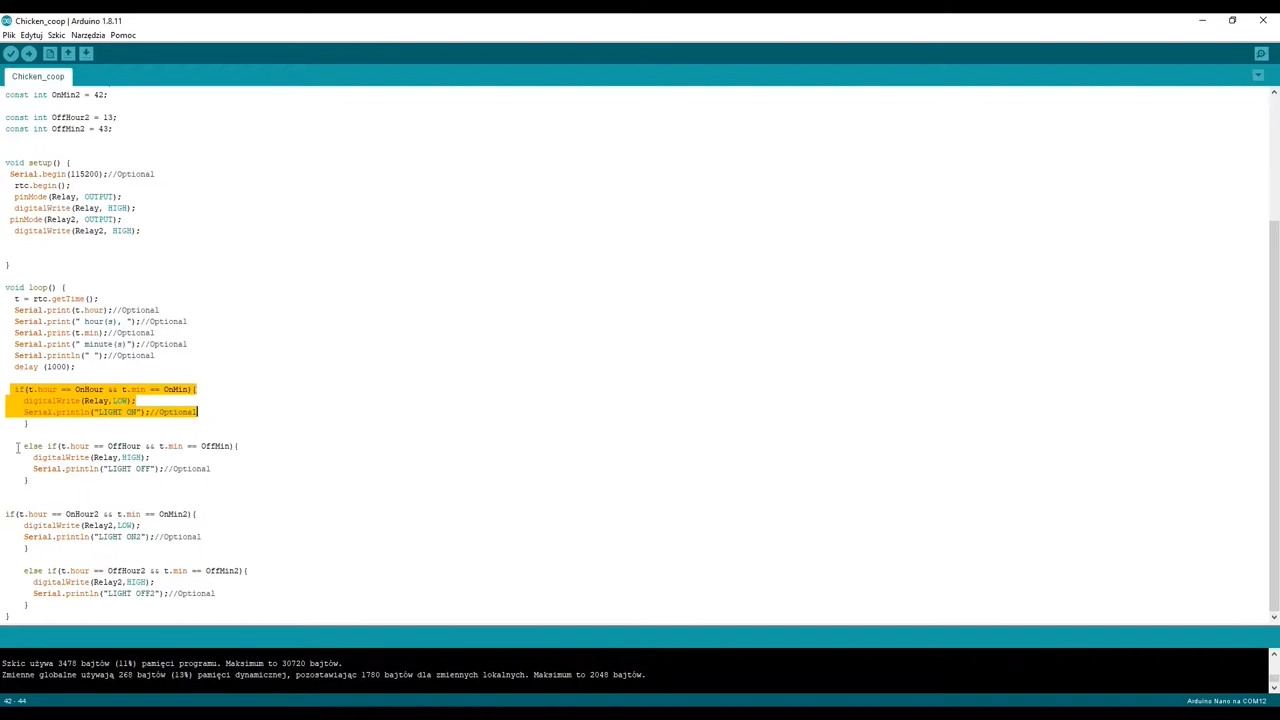 Chicken_coop | Arduino 1.8.11
Plik Edytuj Szkic Narzędzia Pomoc
Chicken_coop
const int OnMin2 = 42;
const int OffHour2 = 13;
const int OffMin2 = 43;
void setup() {
Serial.begin(115200);//Optional
rtc.begin();
pinMode(Relay, OUTPUT);
digitalWrite(Relay, HIGH);
pinMode(Relay2, OUTPUT);
digitalWrite(Relay2, HIGH);
}
void loop() {
t = rtc.getTime();
Serial.print(t.hour);//Optional
Serial.print(" hour(s), ");//Optional
Serial.print(t.min);//Optional
Serial.print(" minute(s)");//Optional
Serial.println(" ");//Optional
delay (1000);
if(t.hour == OnHour && t.min == OnMin){
digitalWrite(Relay,LOW);
Serial.println("LIGHT ON");//Optional
}
else if(t.hour == OffHour && t.min == OffMin){
digitalWrite(Relay,HIGH);
Serial.println("LIGHT OFF");//Optional
}
if(t.hour == OnHour2 && t.min == OnMin2){
digitalWrite(Relay2,LOW);
Serial.println("LIGHT ON2");//Optional
}
else if(t.hour == OffHour2 && t.min == OffMin2){
digitalWrite(Relay2,HIGH);
Serial.println("LIGHT OFF2");//Optional
}
}
Szkic używa 3478 bajtów (11%) pamięci programu. Maksimum to 30720 bajtów.
Zmienne globalne używają 268 bajtów (13%) pamięci dynamicznej, pozostawiając 1780 bajtów dla zmiennych lokalnych. Maksimum to 2048 bajtów.
42 - 44
Arduino Nano na COM12